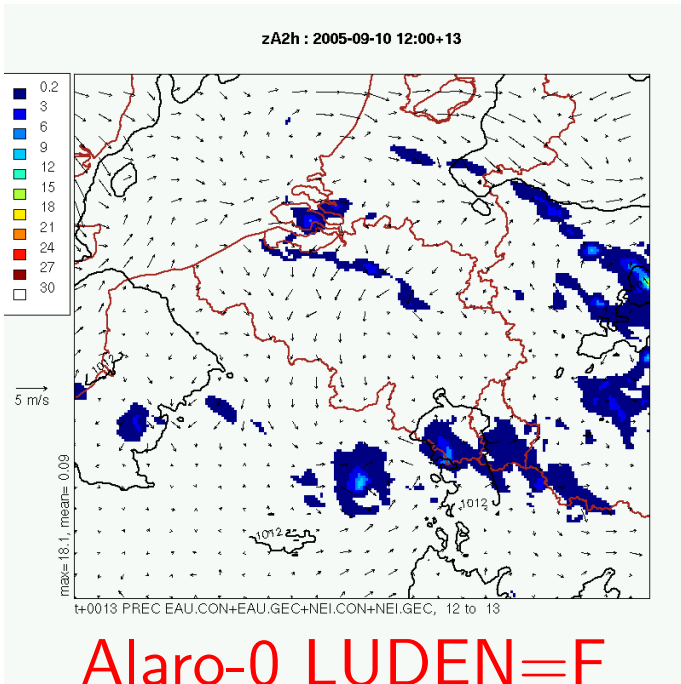 zA2h : 2005-09-10 12:00+13
0.2
3
6
9
12
15
18
21
24
27
30
5 m/s
max=18.1, mean= 0.09
1012
1012
1012
t+0013 PREC EAU.CON+EAU.GEC+NEI.CON+NEI.GEC, 12 to 13
Alaro-0 LUDEN=F